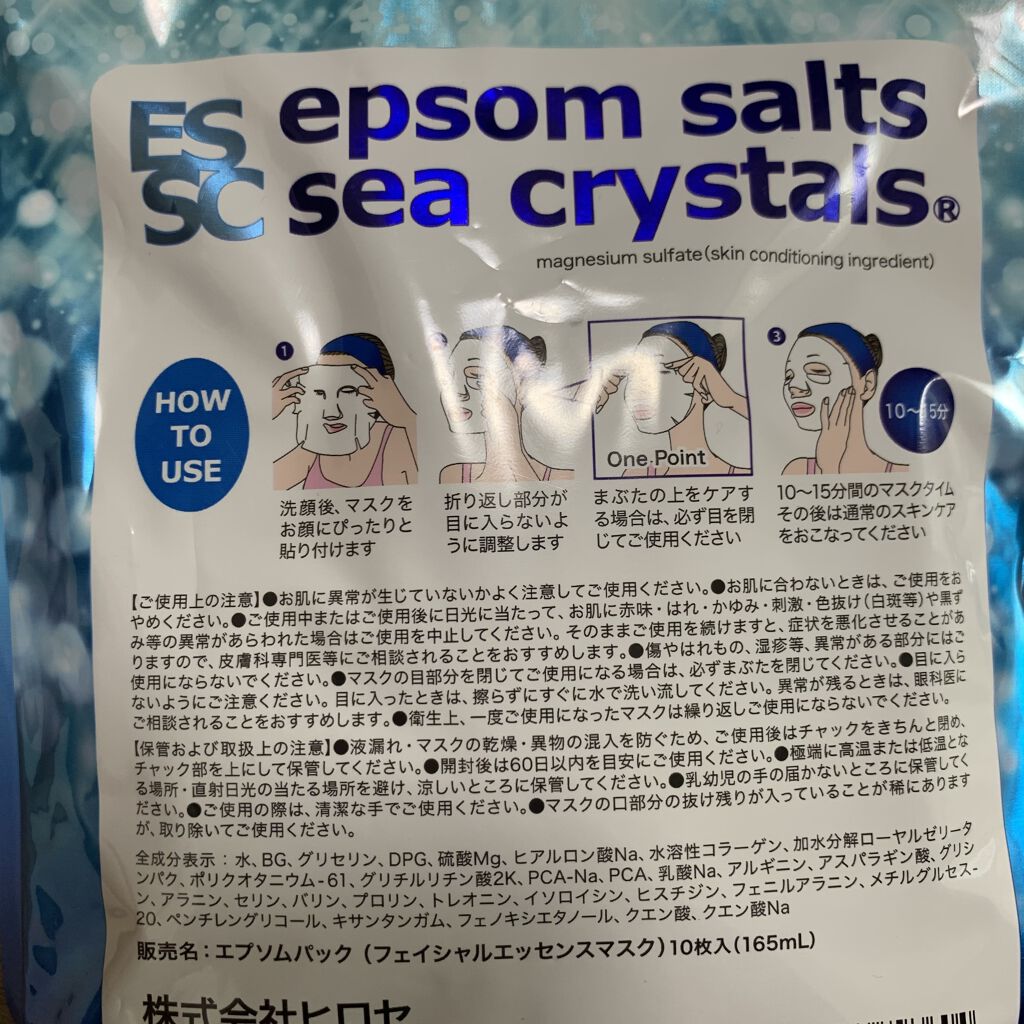 ES
SC
epsom salts
sea crystals®
magnesium sulfate(skin conditioning ingredient)
HOW
TO
USE
1
洗顔後、マスクを
お顔にぴったりと
貼り付けます
2
折り返し部分が
目に入らないよ
うに調整します
One Point
まぶたの上をケアす
る場合は、必ず目を閉
じてご使用ください
3
10〜15分
10〜15分間のマスクタイム
その後は通常のスキンケア
をおこなってください
【ご使用上の注意】●お肌に異常が生じていないかよく注意してご使用ください。●お肌に合わないときは、ご使用をお
やめください。●ご使用中またはご使用後に日光に当たって、お肌に赤味・はれ・かゆみ・刺激・色抜け(白斑等)や黒ず
み等の異常があらわれた場合はご使用を中止してください。そのままご使用を続けますと、症状を悪化させることがあ
りますので、皮膚科専門医等にご相談されることをおすすめします。●傷やはれもの、湿疹等、異常がある部分にはご
使用にならないでください。●マスクの目部分を閉じてご使用になる場合は、必ずまぶたを閉じてください。●目に入ら
ないようにご注意ください。目に入ったときは、擦らずにすぐに水で洗い流してください。異常が残るときは、眼科医に
ご相談されることをおすすめします。●衛生上、一度ご使用になったマスクは繰り返しご使用にならないでください。
【保管および取扱上の注意】●液漏れ・マスクの乾燥・異物の混入を防ぐため、ご使用後はチャックをきちんと閉め、
チャック部を上にして保管してください。●開封後は60日以内を目安にご使用ください。●極端に高温または低温とな
る場所・直射日光の当たる場所を避け、涼しいところに保管してください。●乳幼児の手の届かないところに保管してく
ださい。●ご使用の際は、清潔な手でご使用ください。●マスクの口部分の抜け残りが入っていることが稀にあります
が、取り除いてご使用ください。
全成分表示：水、BG、グリセリン、DPG、硫酸Mg、ヒアルロン酸Na、水溶性コラーゲン、加水分解ローヤルゼリータ
ンパク、ポリクオタニウム-61、グリチルリチン酸2K、PCA-Na、PCA、乳酸Na、アルギニン、アスパラギン酸、グリシ
ン、アラニン、セリン、バリン、プロリン、トレオニン、イソロイシン、ヒスチジン、フェニルアラニン、メチルグルセス-
20、ペンチレングリコール、キサンタンガム、フェノキシエタノール、クエン酸、クエン酸Na
販売名：エプソムパック (フェイシャルエッセンスマスク)10枚入(165mL)
株式会社ヒロセ